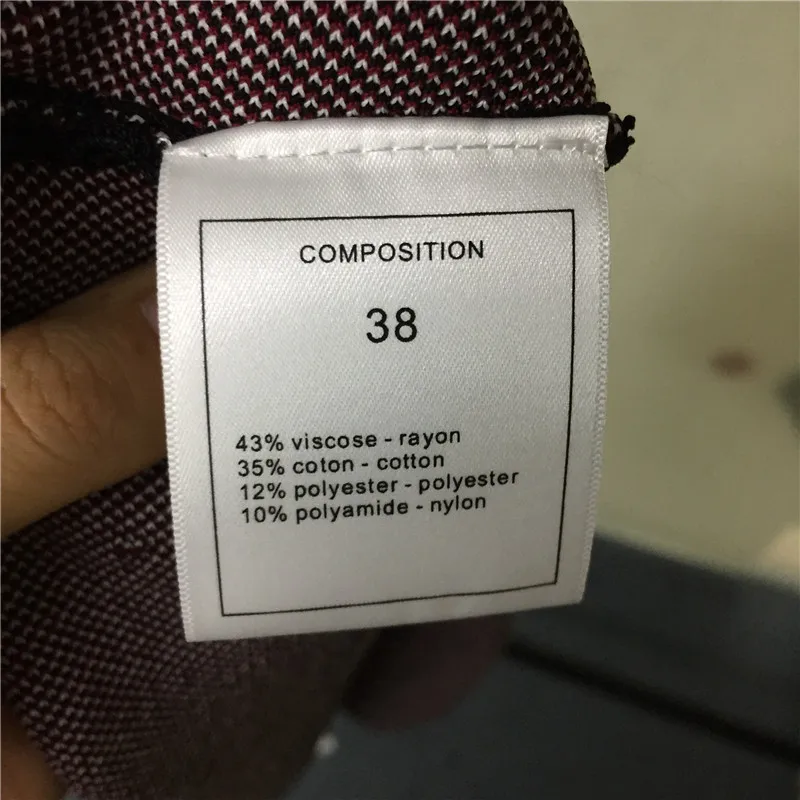 COMPOSITION
38
43% viscose - rayon
35% coton - cotton
12% polyester - polyester
10% polyamide - nylon